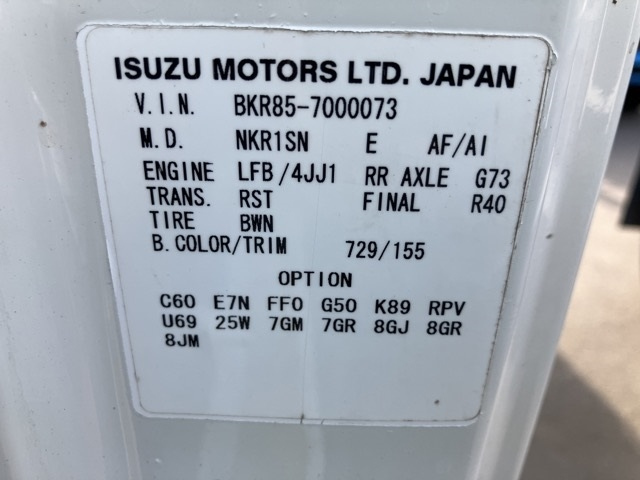 ISUZU MOTORS LTD. JAPAN
V.I.N. BKR85-7000073
M.D. NKR1SN E AF/AI
ENGINE LFB/4JJ1 RR AXLE G73
TRANS. RST FINAL R40
TIRE BWN
B.COLOR/TRIM 729/155
OPTION
C60 E7N FF0 G50 K89 RPV
U69 25W 7GM 7GR 8GJ 8GR
8JM